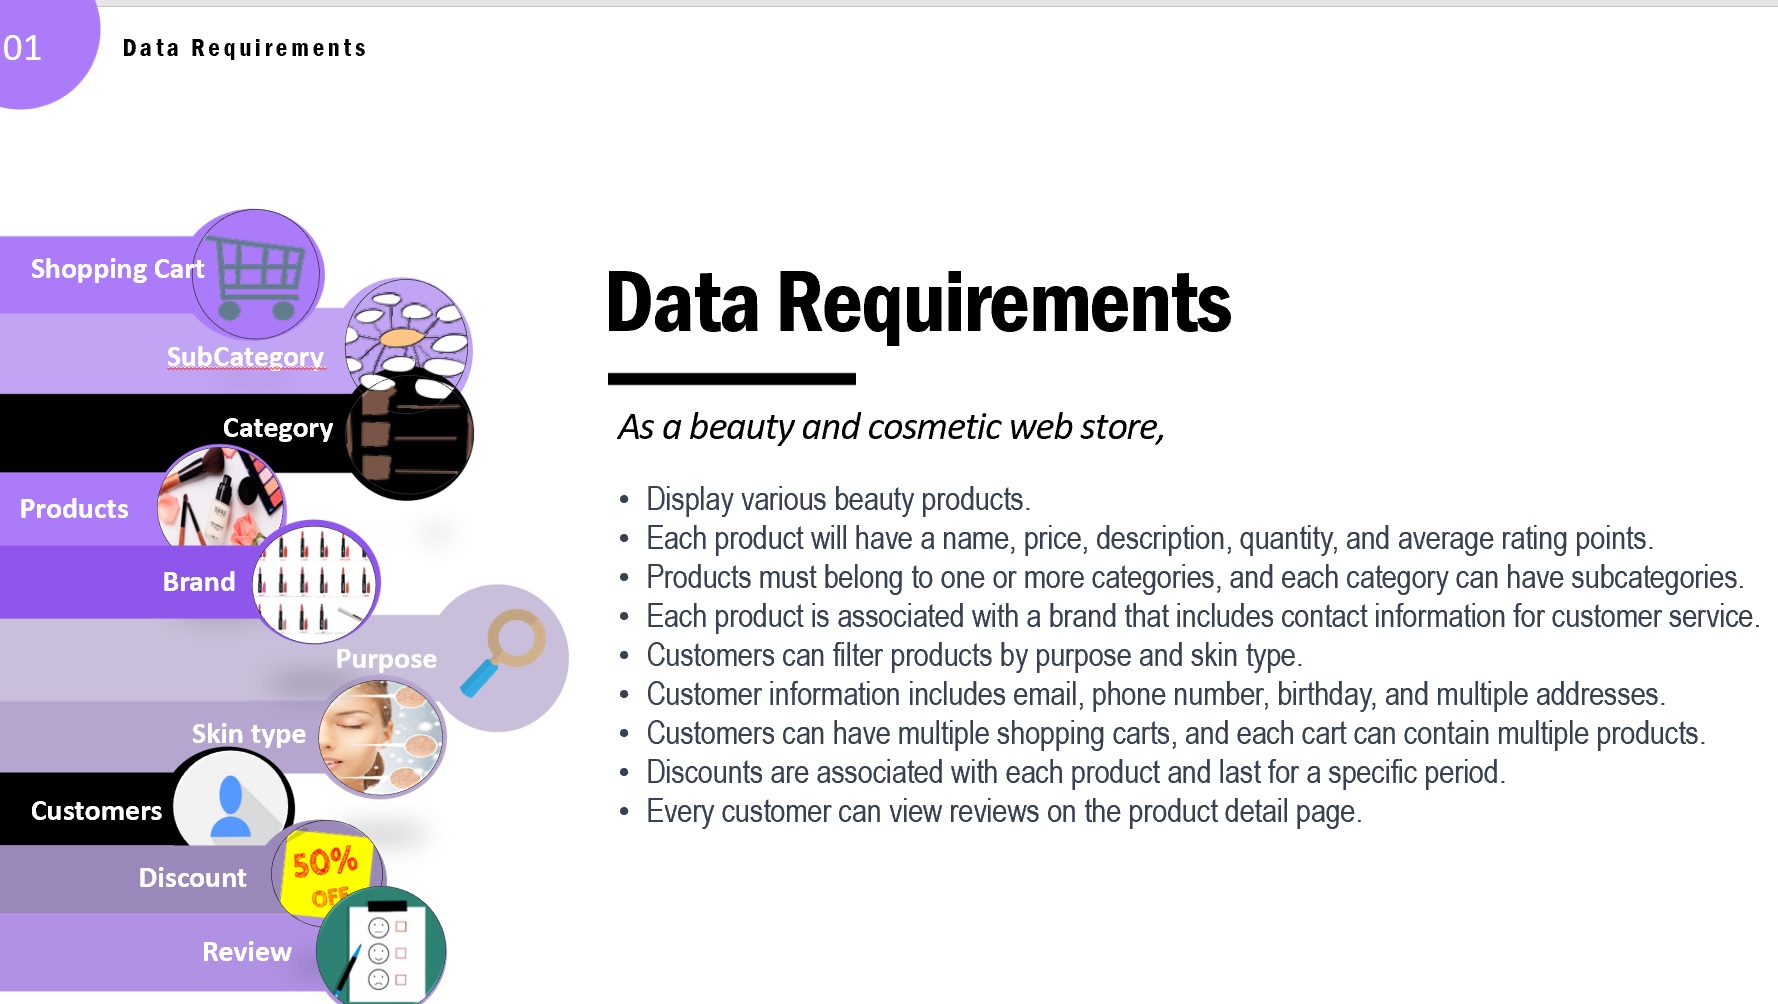 01
Data Requirements
Shopping Cart
SubCategory
Category
Products
Brand
Purpose
Skin type
Customers
Discount
50%
OFF
Review
Data Requirements
As a beauty and cosmetic web store,
• Display various beauty products.
• Each product will have a name, price, description, quantity, and average rating points.
• Products must belong to one or more categories, and each category can have subcategories.
• Each product is associated with a brand that includes contact information for customer service.
• Customers can filter products by purpose and skin type.
• Customer information includes email, phone number, birthday, and multiple addresses.
• Customers can have multiple shopping carts, and each cart can contain multiple products.
• Discounts are associated with each product and last for a specific period.
• Every customer can view reviews on the product detail page.